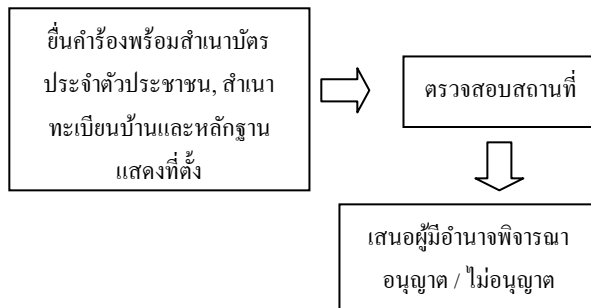 ยื่นคำร้องพร้อมสำเนาบัตร
ประจำตัวประชาชน, สำเนา
ทะเบียนบ้านและหลักฐาน
แสดงที่ตั้ง
ตรวจสอบสถานที่
เสนอผู้มีอำนาจพิจารณา
อนุญาต / ไม่อนุญาต